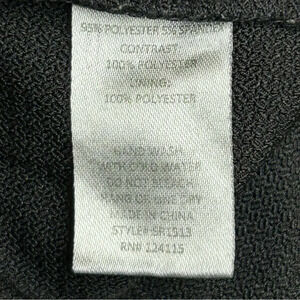 95% POLYESTER 5% SPANDEX
CONTRAST:
100% POLYESTER
LINING:
100% POLYESTER
HAND WASH
WITH COLD WATER
DO NOT BLEACH
HANG OR LINE DRY
MADE IN CHINA
STYLE# SR1513
RN# 124115